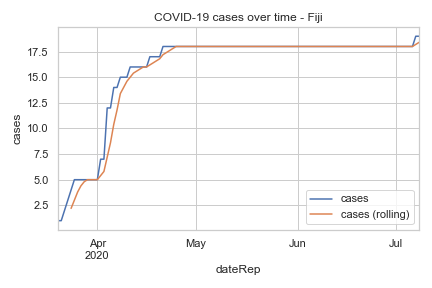 COVID-19 cases over time - Fiji
17.5
15.0
12.5
10.0
7.5
5.0
2.5
cases
Apr
2020
May
Jun
Jul
dateRep
cases
cases (rolling)